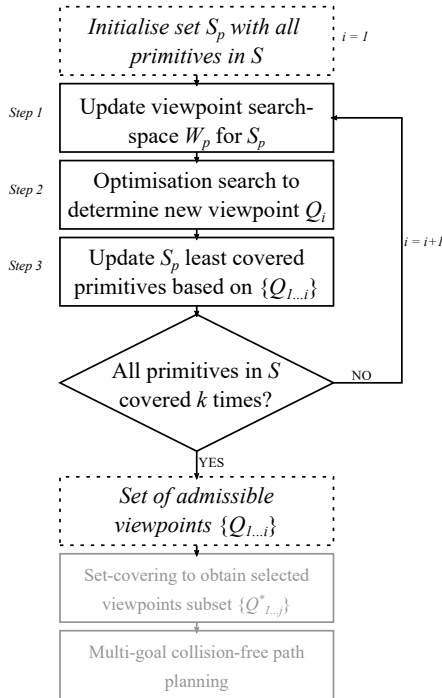 Initialise set S_p with all
primitives in S
i = 1
Step 1
Update viewpoint search-
space W_p for S_p
Step 2
Optimisation search to
determine new viewpoint Q_i
i = i+1
Step 3
Update S_p least covered
primitives based on {Q_1...i}
All primitives in S
covered k times?
NO
YES
Set of admissible
viewpoints {Q_1...i}
Set-covering to obtain selected
viewpoints subset {Q*_1...j}
Multi-goal collision-free path
planning